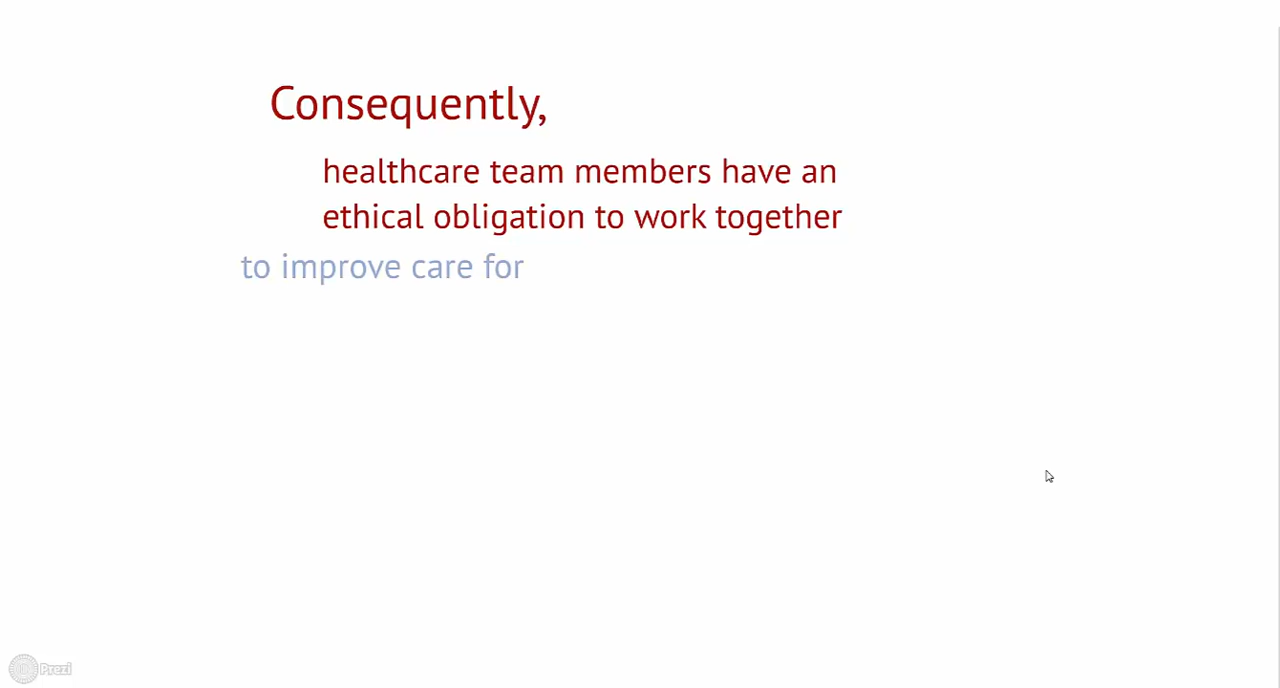 Consequently,
healthcare team members have an
ethical obligation to work together
to improve care for
Prezi